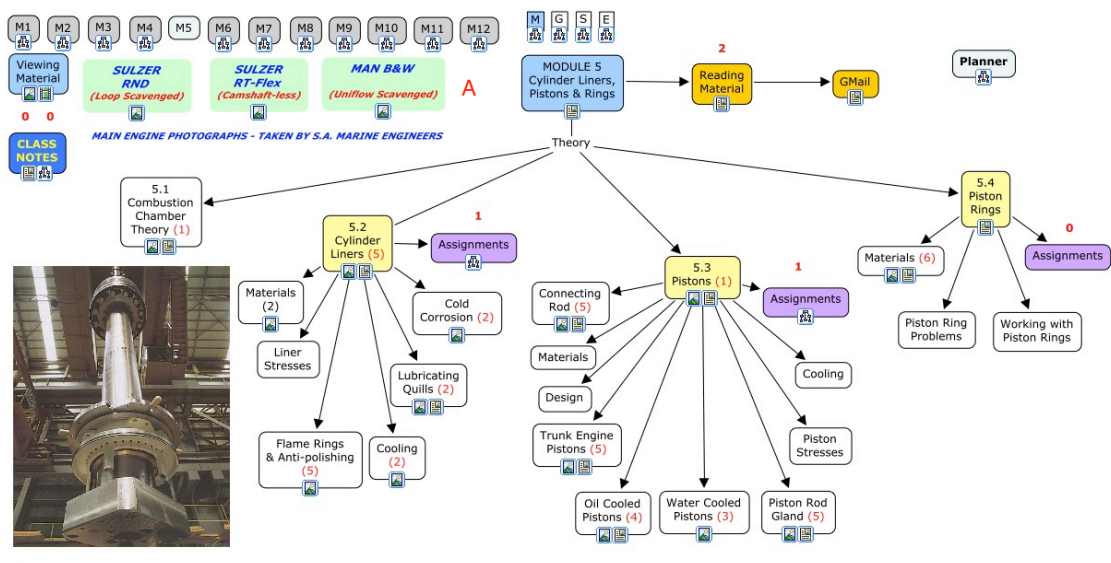 M1
M2
M3
M4
M5
M6
M7
M8
M9
M10
M11
M12
M
G
S
E
Viewing
Material
0 0
SULZER
RND
(Loop Scavenged)
SULZER
RT-Flex
(Camshaft-less)
MAN B&W
(Uniflow Scavenged)
A
MODULE 5
Cylinder Liners,
Pistons & Rings
2
Reading
Material
GMail
Planner
MAIN ENGINE PHOTOGRAPHS - TAKEN BY S.A. MARINE ENGINEERS
CLASS
NOTES
Theory
5.1
Combustion
Chamber
Theory (1)
5.2
Cylinder
Liners (5)
1
Assignments
Materials
(2)
Liner
Stresses
Flame Rings
& Anti-polishing
(5)
Cooling
(2)
Lubricating
Quills (2)
Cold
Corrosion (2)
5.3
Pistons (1)
1
Assignments
Connecting
Rod (5)
Materials
Design
Trunk Engine
Pistons (5)
Oil Cooled
Pistons (4)
Water Cooled
Pistons (3)
Piston Rod
Gland (5)
Piston
Stresses
Cooling
5.4
Piston
Rings
0
Assignments
Materials (6)
Piston Ring
Problems
Working with
Piston Rings